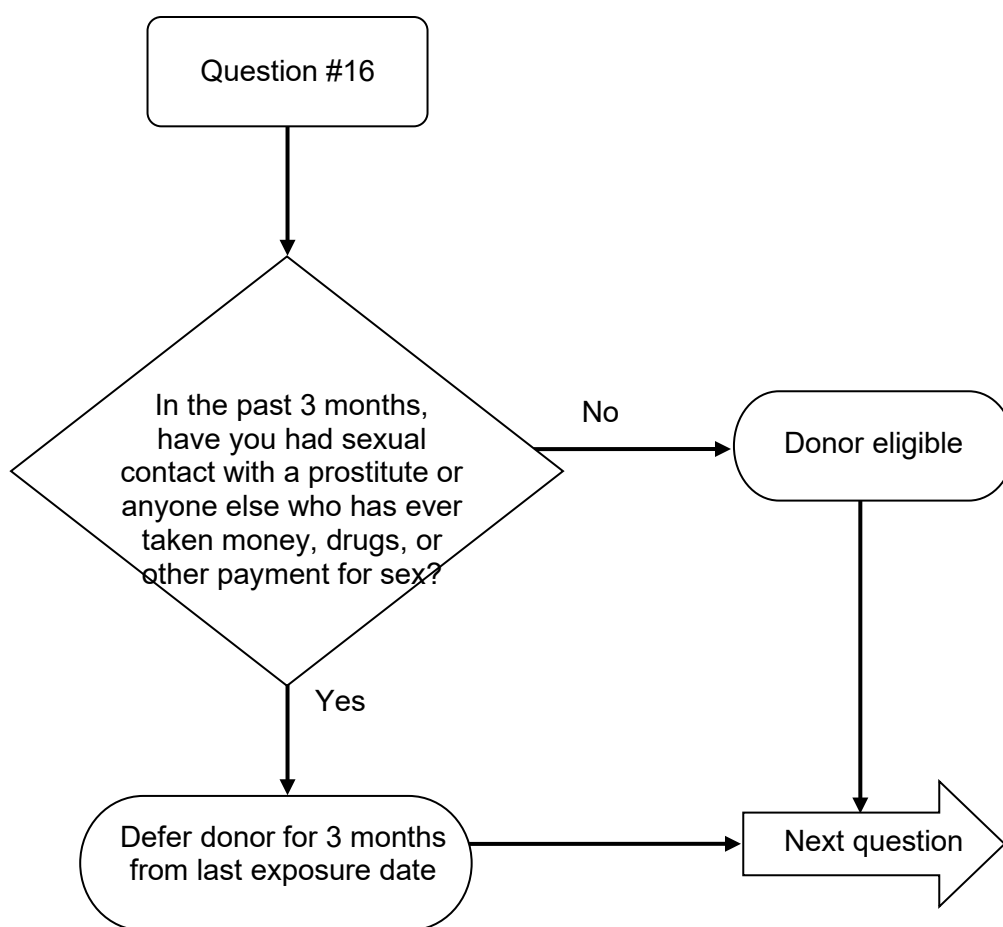 Question #16
In the past 3 months,
have you had sexual
contact with a prostitute or
anyone else who has ever
taken money, drugs, or
other payment for sex?
No
Donor eligible
Yes
Defer donor for 3 months
from last exposure date
Next question